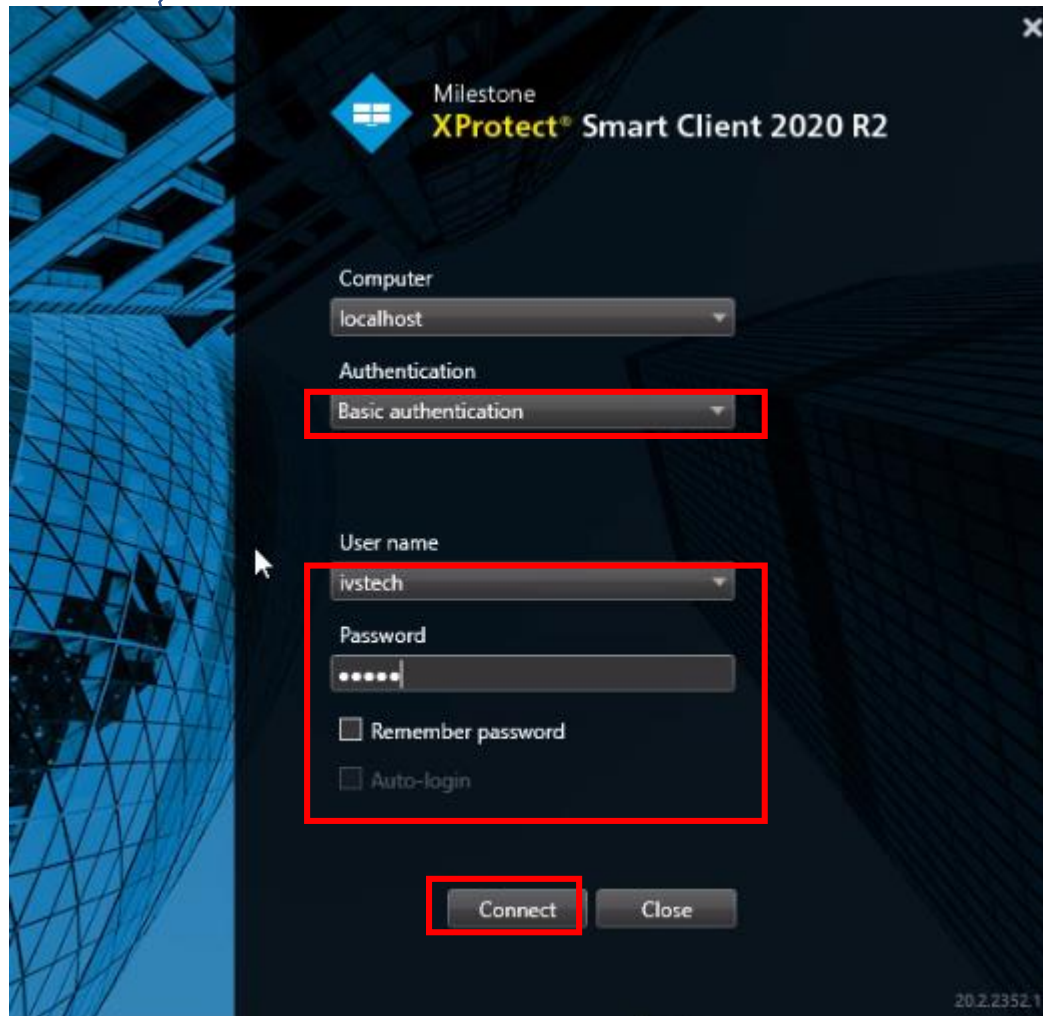 Milestone
XProtect® Smart Client 2020 R2
Computer
localhost
Authentication
Basic authentication
User name
ivstech
Password
•••••
Remember password
Auto-login
Connect
Close
20.2.2352.1